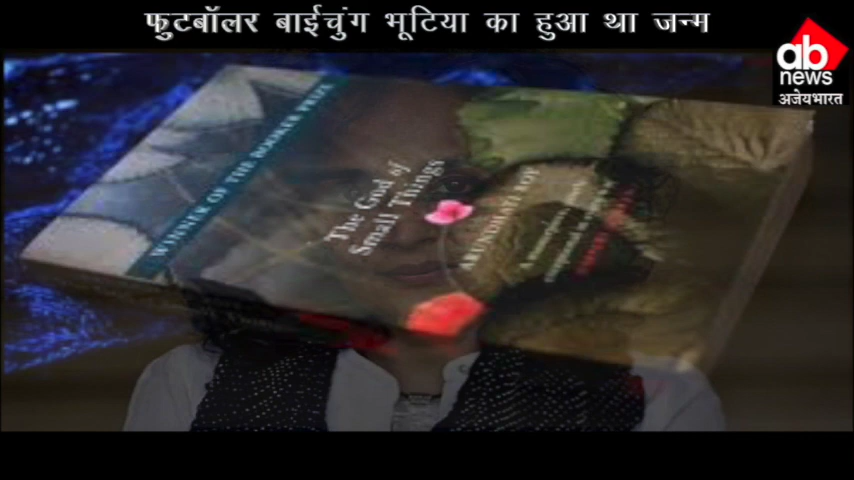 फुटबॉलर बाईचुंग भूटिया का हुआ था जन्म
ab
news
अजेयभारत
WINNER OF THE BOOKER PRIZE
The God of
Small Things
ARUNDHATI ROY